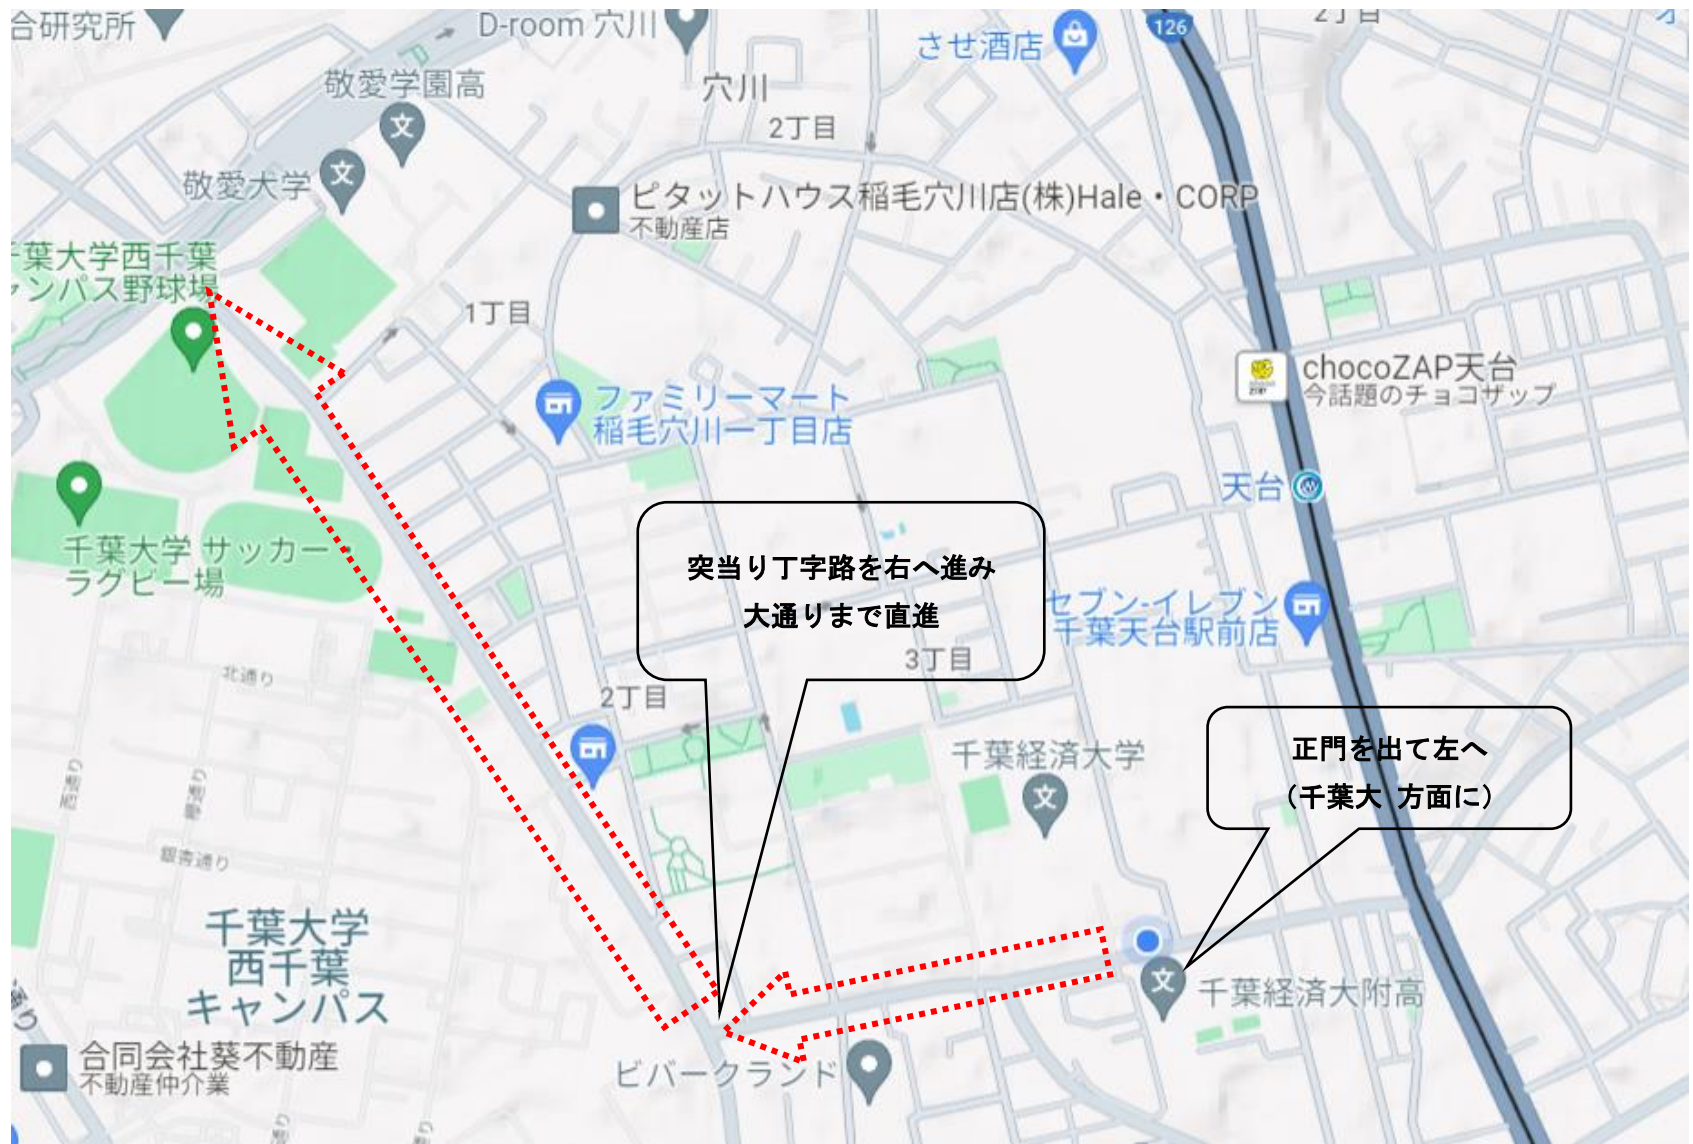 合研究所
D-room 穴川
させ酒店
126
2丁目
敬愛学園高
穴川
2丁目
敬愛大学
ピタットハウス稲毛穴川店(株)Hale・CORP
不動産店
葉大学西千葉
ャンパス野球場
1丁目
chocoZAP天台
今話題のチョコザップ
ファミリーマート
稲毛穴川一丁目店
天台
千葉大学 サッカー・
ラグビー場
突当り丁字路を右へ進み
大通りまで直進
セブン-イレブン
千葉天台駅前店
3丁目
北通り
2丁目
千葉経済大学
正門を出て左へ
(千葉大 方面に)
西通り
銀杏通り
千葉大学
西千葉
キャンパス
千葉経済大附高
通り
合同会社葵不動産
不動産仲介業
ビバークランド